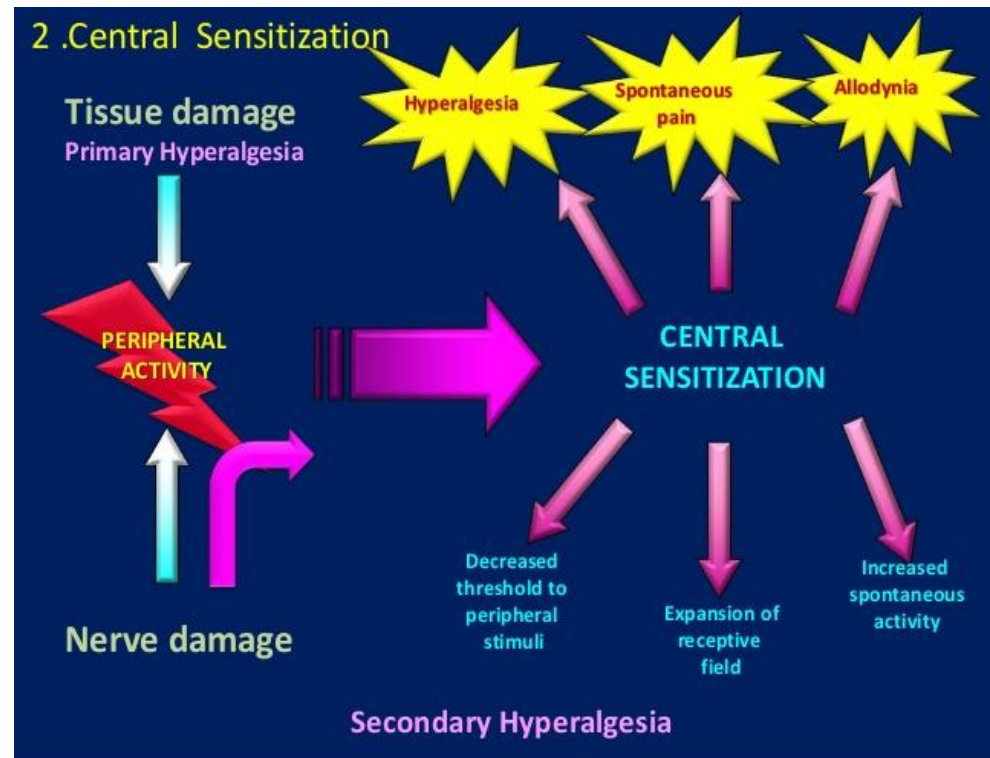 2 .Central  Sensitization
Tissue damage
Primary Hyperalgesia
Hyperalgesia
Spontaneous
pain
Allodynia
PERIPHERAL
ACTIVITY
CENTRAL
SENSITIZATION
Nerve damage
Decreased
threshold to
peripheral
stimuli
Expansion of
receptive
field
Increased
spontaneous
activity
Secondary Hyperalgesia